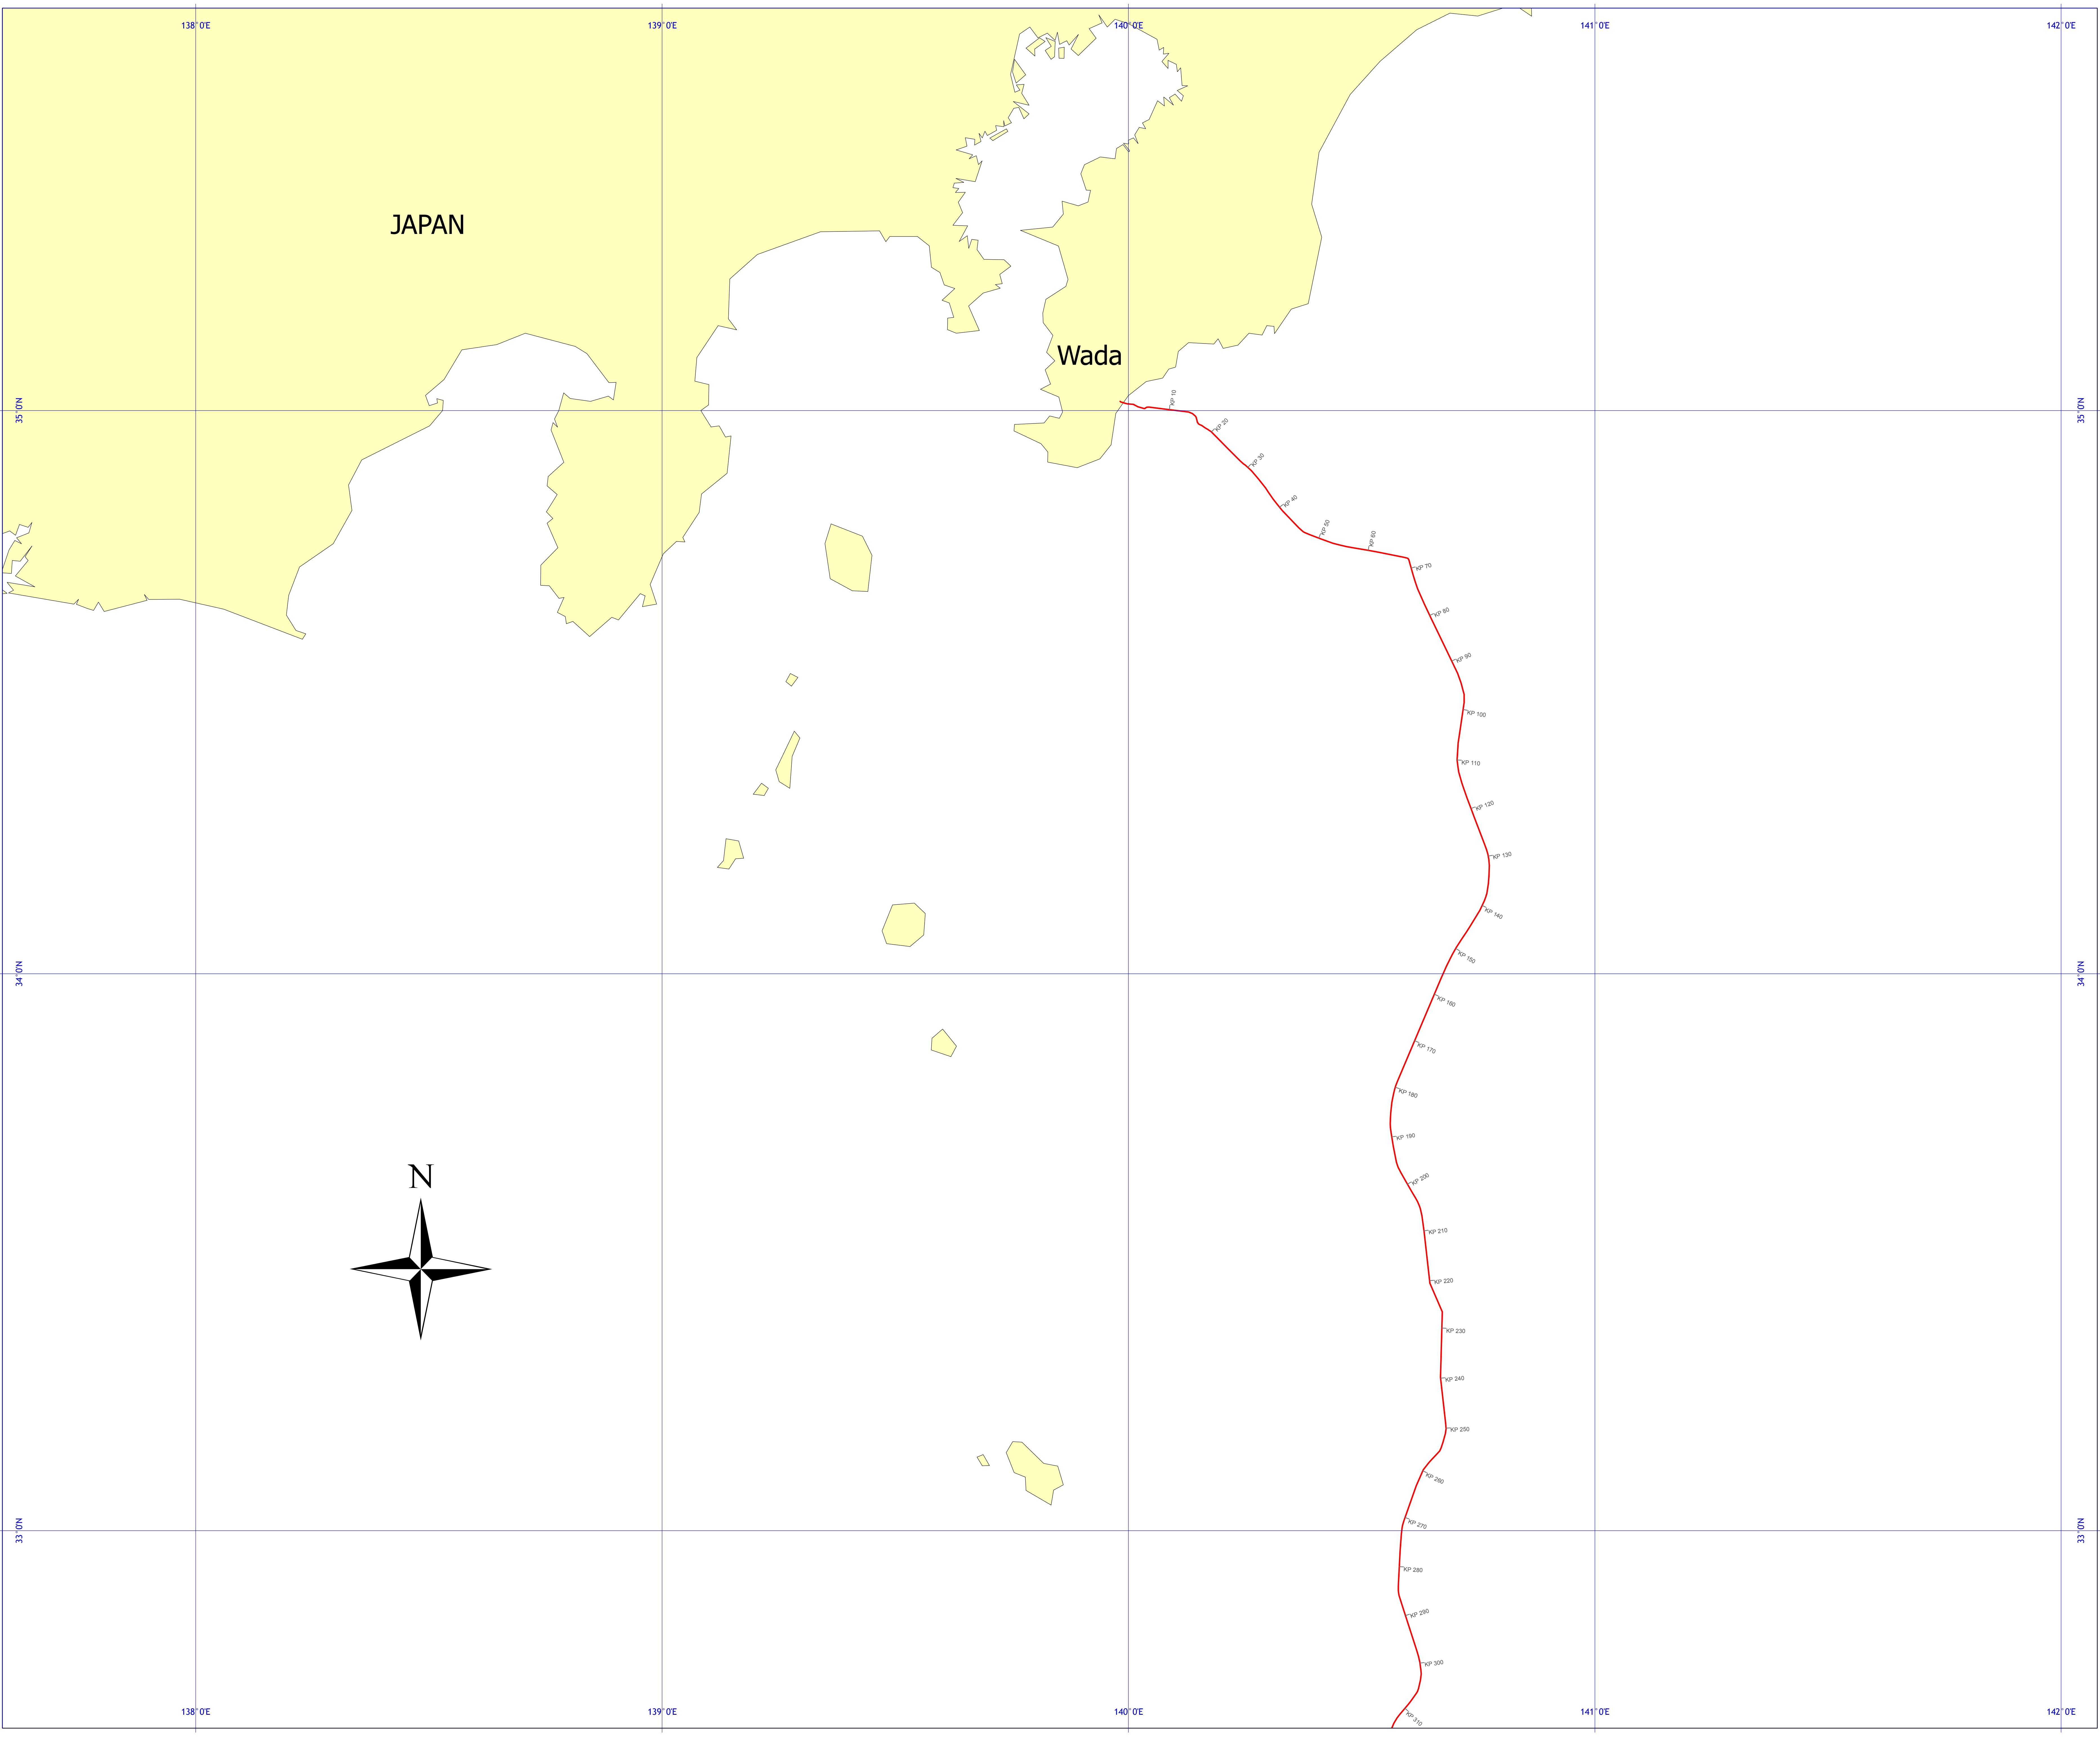 138°0'E
139°0'E
140°0'E
141°0'E
142°0'E
JAPAN
Wada
KP 10
35°0'N
35°0'N
KP 20
KP 30
KP 40
KP 50
KP 60
KP 70
KP 80
KP 90
KP 100
KP 110
KP 120
KP 130
KP 140
KP 150
34°0'N
34°0'N
KP 160
KP 170
KP 180
KP 190
N
KP 200
KP 210
KP 220
KP 230
KP 240
KP 250
KP 260
KP 270
33°0'N
33°0'N
KP 280
KP 290
KP 300
KP 310
138°0'E
139°0'E
140°0'E
141°0'E
142°0'E